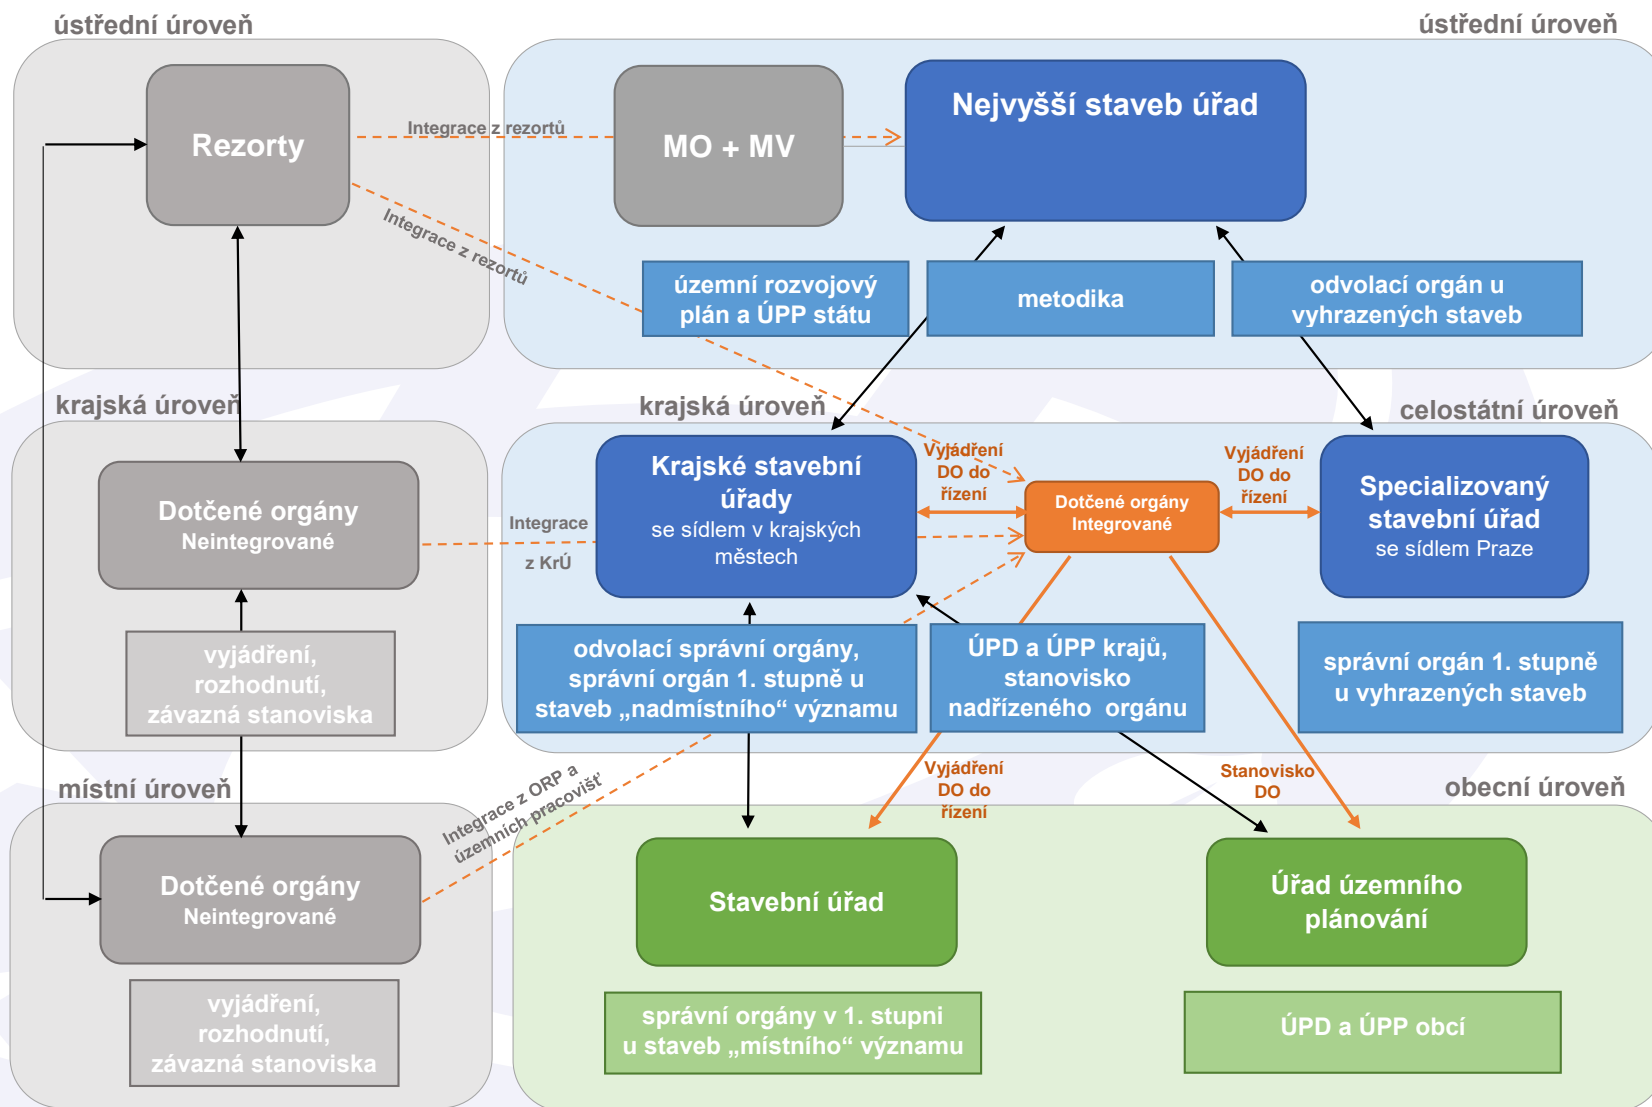 ústřední úroveň
ústřední úroveň
Rezorty
Integrace z rezortů
MO + MV
Nejvyšší staveb úřad
Integrace z rezortů
územní rozvojový
plán a ÚPP státu
metodika
odvolací orgán u
vyhrazených staveb
krajská úroveň
krajská úroveň
celostátní úroveň
Dotčené orgány
Neintegrované
Integrace
z KrÚ
Krajské stavební
úřady
se sídlem v krajských
městech
Vyjádření
DO do
řízení
Dotčené orgány
Integrované
Vyjádření
DO do
řízení
Specializovaný
stavební úřad
se sídlem Praze
vyjádření,
rozhodnutí,
závazná stanoviska
odvolací správní orgány,
správní orgán 1. stupně u
staveb „nadmístního“ významu
ÚPD a ÚPP krajů,
stanovisko
nadřízeného  orgánu
správní orgán 1. stupně
u vyhrazených staveb
místní úroveň
Integrace z ORP a
územních pracovišť
Vyjádření
DO do
řízení
Stanovisko
DO
obecní úroveň
Dotčené orgány
Neintegrované
Stavební úřad
Úřad územního
plánování
vyjádření,
rozhodnutí,
závazná stanoviska
správní orgány v 1. stupni
u staveb „místního“ významu
ÚPD a ÚPP obcí